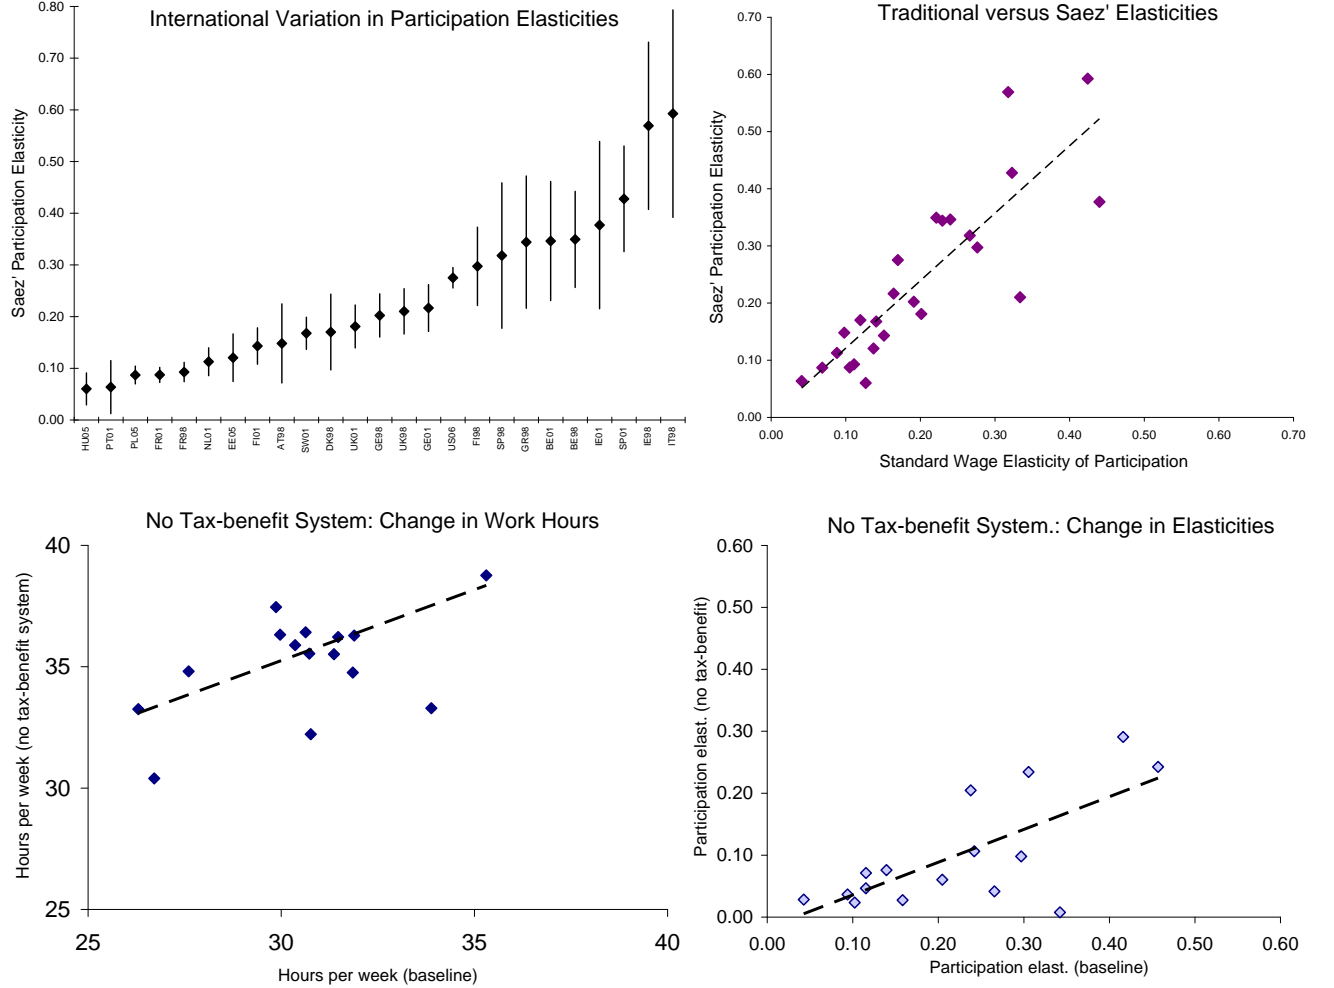 International Variation in Participation Elasticities
Saez' Participation Elasticity
0.80
0.70
0.60
0.50
0.40
0.30
0.20
0.10
0.00
HU05
PT01
PL05
FR01
FR98
NL01
EE05
FI01
AT98
SW01
DK98
UK01
GE98
UK98
GE01
US06
FI98
SP98
GR98
BE01
BE98
IE01
SP01
IE98
IT98
Traditional versus Saez' Elasticities
Saez' Participation Elasticity
0.70
0.60
0.50
0.40
0.30
0.20
0.10
0.00
0.00 0.10 0.20 0.30 0.40 0.50 0.60 0.70
Standard Wage Elasticity of Participation
No Tax-benefit System: Change in Work Hours
Hours per week (no tax-benefit system)
40
35
30
25
25 30 35 40
Hours per week (baseline)
No Tax-benefit System.: Change in Elasticities
Participation elast. (no tax-benefit)
0.60
0.50
0.40
0.30
0.20
0.10
0.00
0.00 0.10 0.20 0.30 0.40 0.50 0.60
Participation elast. (baseline)